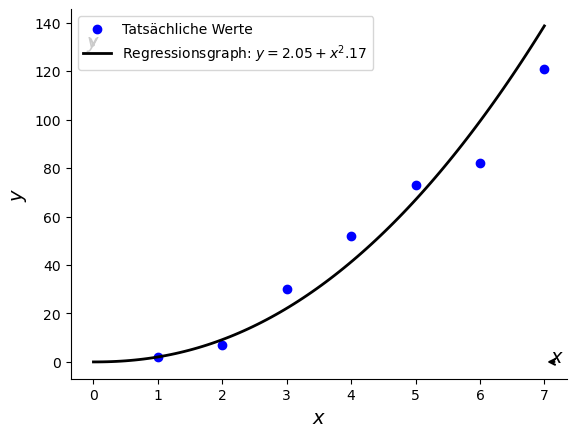 140
120
100
80
60
40
20
0
y
y
Tatsächliche Werte
Regressionsgraph: y = 2.05 + x².17
x
0 1 2 3 4 5 6 7
x